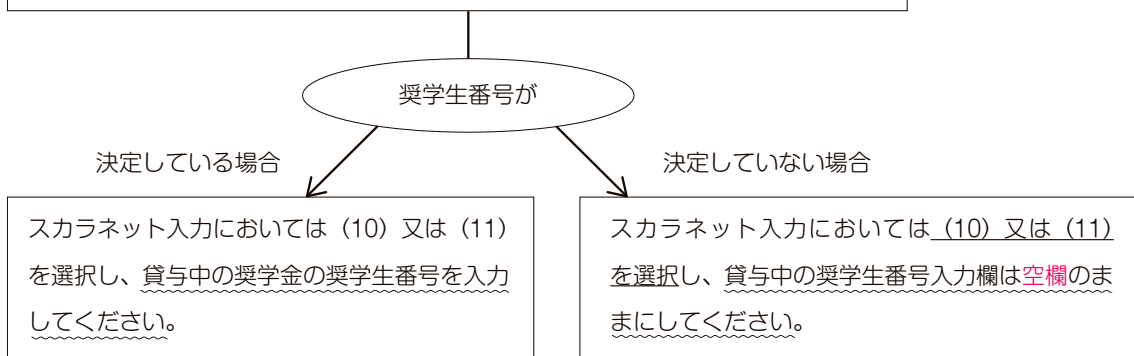 奨学生番号が
決定している場合
決定していない場合
スカラネット入力においては（10）又は（11）
を選択し、貸与中の奨学金の奨学生番号を入力
してください。
スカラネット入力においては（10）又は（11）
を選択し、貸与中の奨学生番号入力欄は空欄のま
まにしてください。